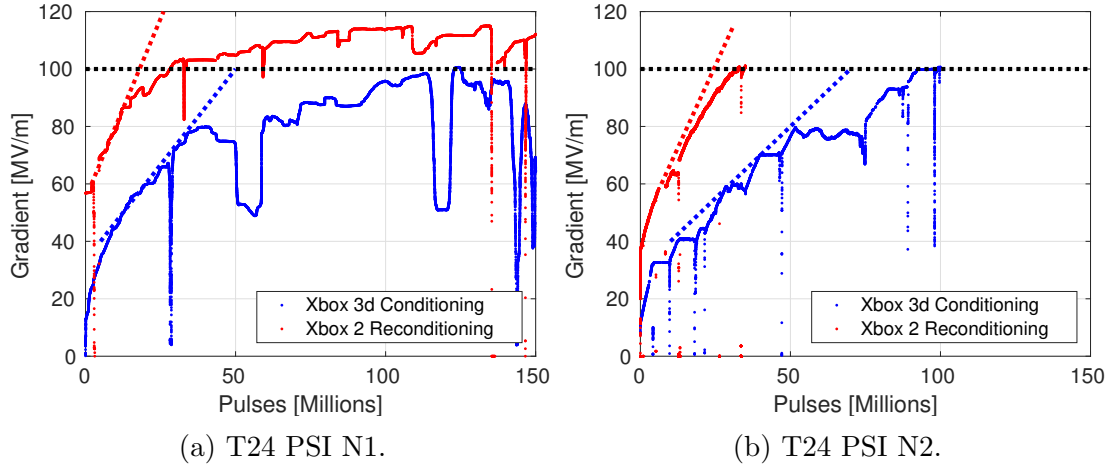 120
100
80
60
40
20
0
Gradient [MV/m]
0
50
100
150
Pulses [Millions]
Xbox 3d Conditioning
Xbox 2 Reconditioning
(a) T24 PSI N1.
120
100
80
60
40
20
0
Gradient [MV/m]
0
50
100
150
Pulses [Millions]
Xbox 3d Conditioning
Xbox 2 Reconditioning
(b) T24 PSI N2.